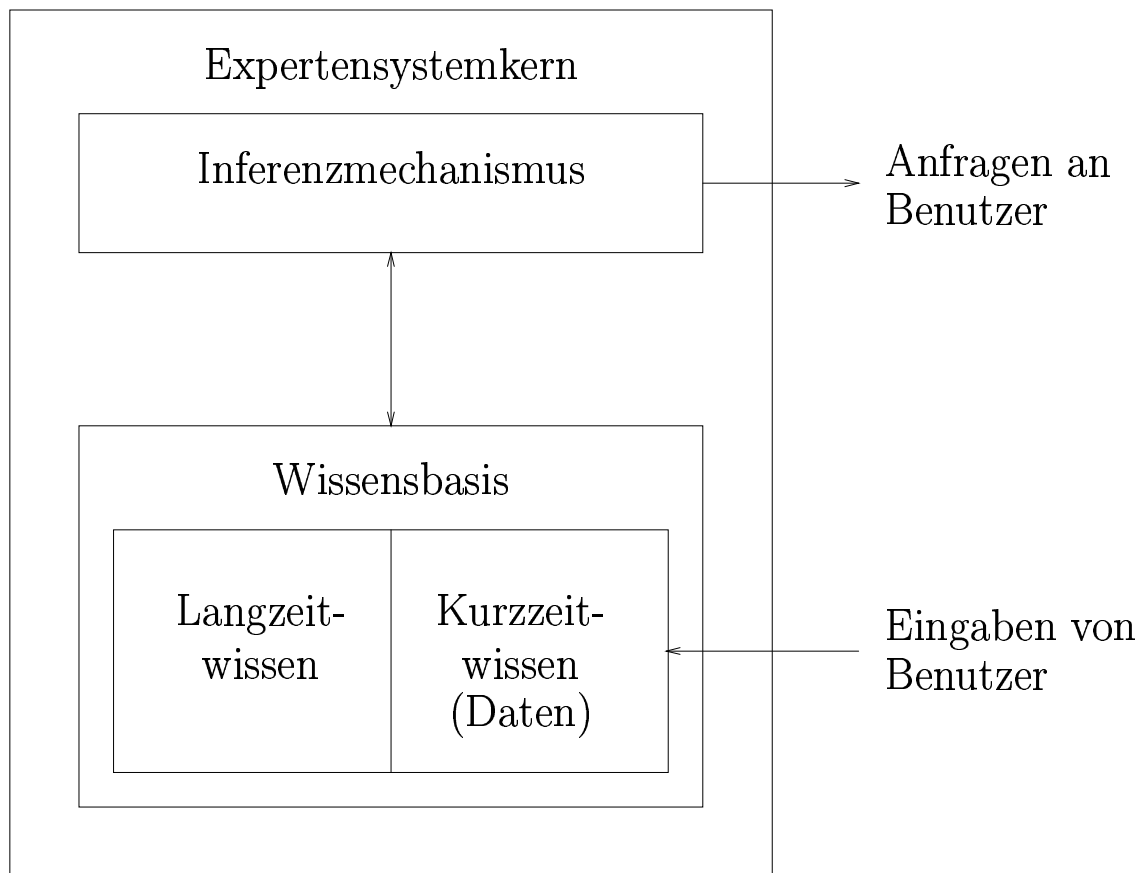 Expertensystemkern
Inferenzmechanismus
Anfragen an
Benutzer
Wissensbasis
Langzeit-
wissen
Kurzzeit-
wissen
(Daten)
Eingaben von
Benutzer